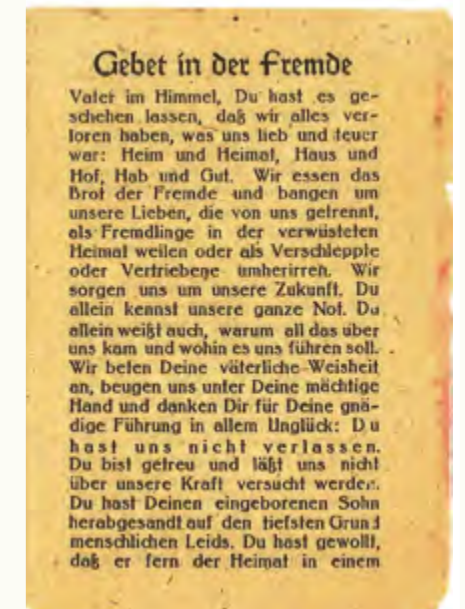 Gebet in der Fremde
Vater im Himmel, Du hast es ge-
schehen lassen, daß wir alles ver-
loren haben, was uns lieb und teuer
war: Heim und Heimat, Haus und
Hof, Hab und Gut. Wir essen das
Brot der Fremde und bangen um
unsere Lieben, die von uns getrennt,
als Fremdlinge in der verwüsteten
Heimat weilen oder als Verschleppte
oder Vertriebene umherirren. Wir
sorgen uns um unsere Zukunft. Du
allein kennst unsere ganze Not. Du
allein weißt auch, warum all das über
uns kam und wohin es uns führen soll.
Wir beten Deine väterliche Weisheit
an, beugen uns unter Deine mächtige
Hand und danken Dir für Deine gnä-
dige Führung in allem Unglück: Du
hast uns nicht verlassen.
Du bist getreu und läßt uns nicht
über unsere Kraft versucht werden.
Du hast Deinen eingeborenen Sohn
herabgesandt auf den tiefsten Grund
menschlichen Leids. Du hast gewollt,
daß er fern der Heimat in einem